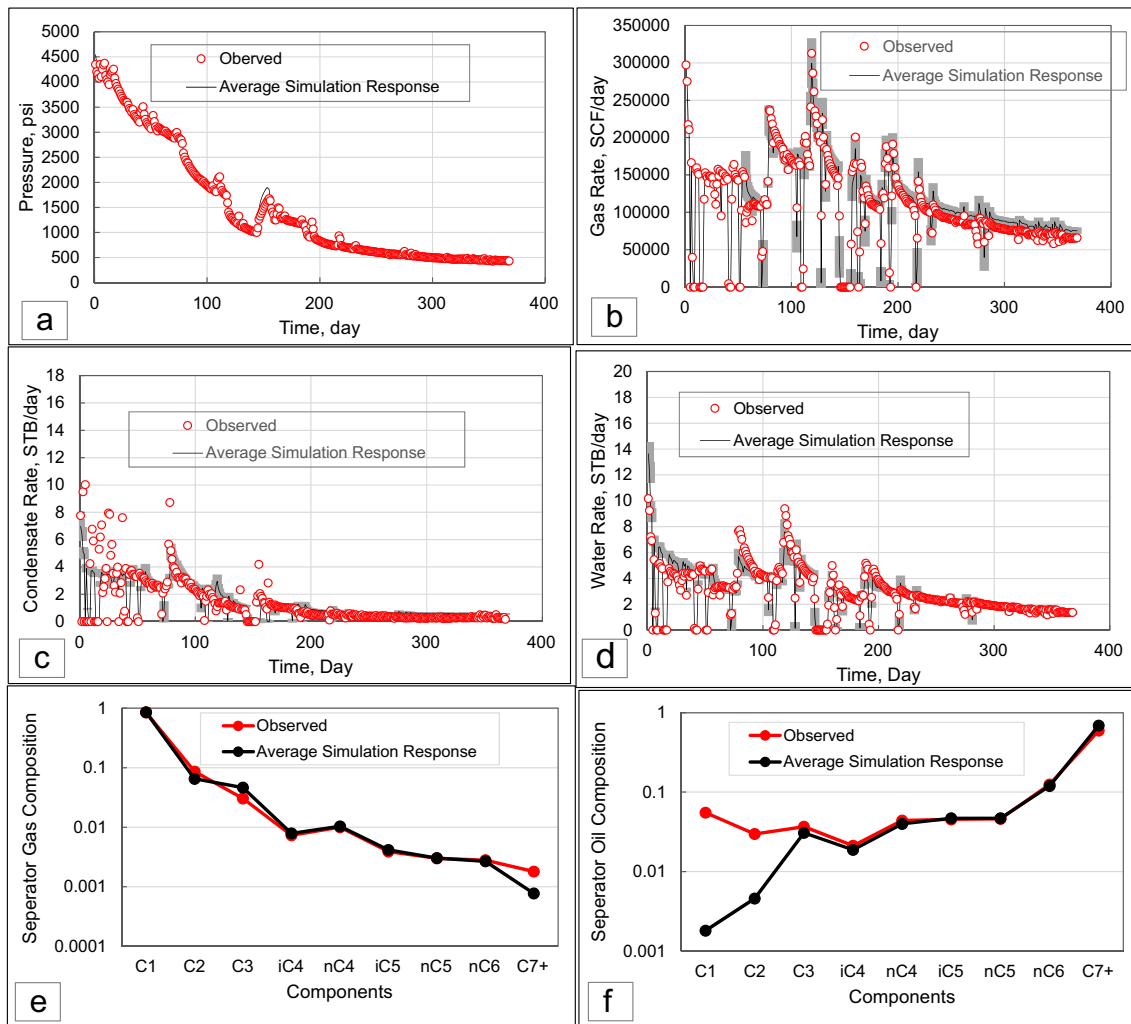 5000
4500
4000
3500
3000
2500
2000
1500
1000
500
0
Pressure, psi
Oberved
Average Simulation Response
0 100 200 300 400
Time, day
a
350000
300000
250000
200000
150000
100000
50000
0
Gas Rate, SCF/day
Observed
Average Simulation Response
0 100 200 300 400
Time, day
b
18
16
14
12
10
8
6
4
2
0
Condensate Rate, STB/day
Observed
Average Simulation Response
0 100 200 300 400
Time, Day
c
20
18
16
14
12
10
8
6
4
2
0
Water Rate, STB/day
Observed
Average Simulation Response
0 100 200 300 400
Time, Day
d
1
0.1
0.01
0.001
0.0001
Seperator Gas Composition
Observed
Average Simulation Response
C1 C2 C3 iC4 nC4 iC5 nC5 nC6 C7+
Components
e
1
0.1
0.01
0.001
Seperator Oil Composition
Observed
Average Simulation Response
C1 C2 C3 iC4 nC4 iC5 nC5 nC6 C7+
Components
f